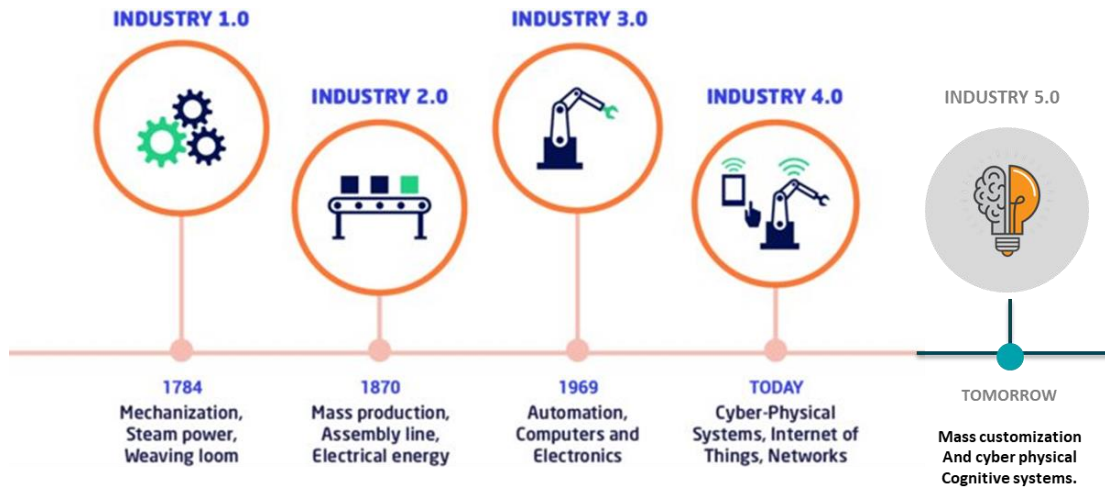 INDUSTRY 1.0
1784
Mechanization,
Steam power,
Weaving loom
INDUSTRY 2.0
1870
Mass production,
Assembly line,
Electrical energy
INDUSTRY 3.0
1969
Automation,
Computers and
Electronics
INDUSTRY 4.0
TODAY
Cyber-Physical
Systems, Internet of
Things, Networks
INDUSTRY 5.0
TOMORROW
Mass customization
And cyber physical
Cognitive systems.